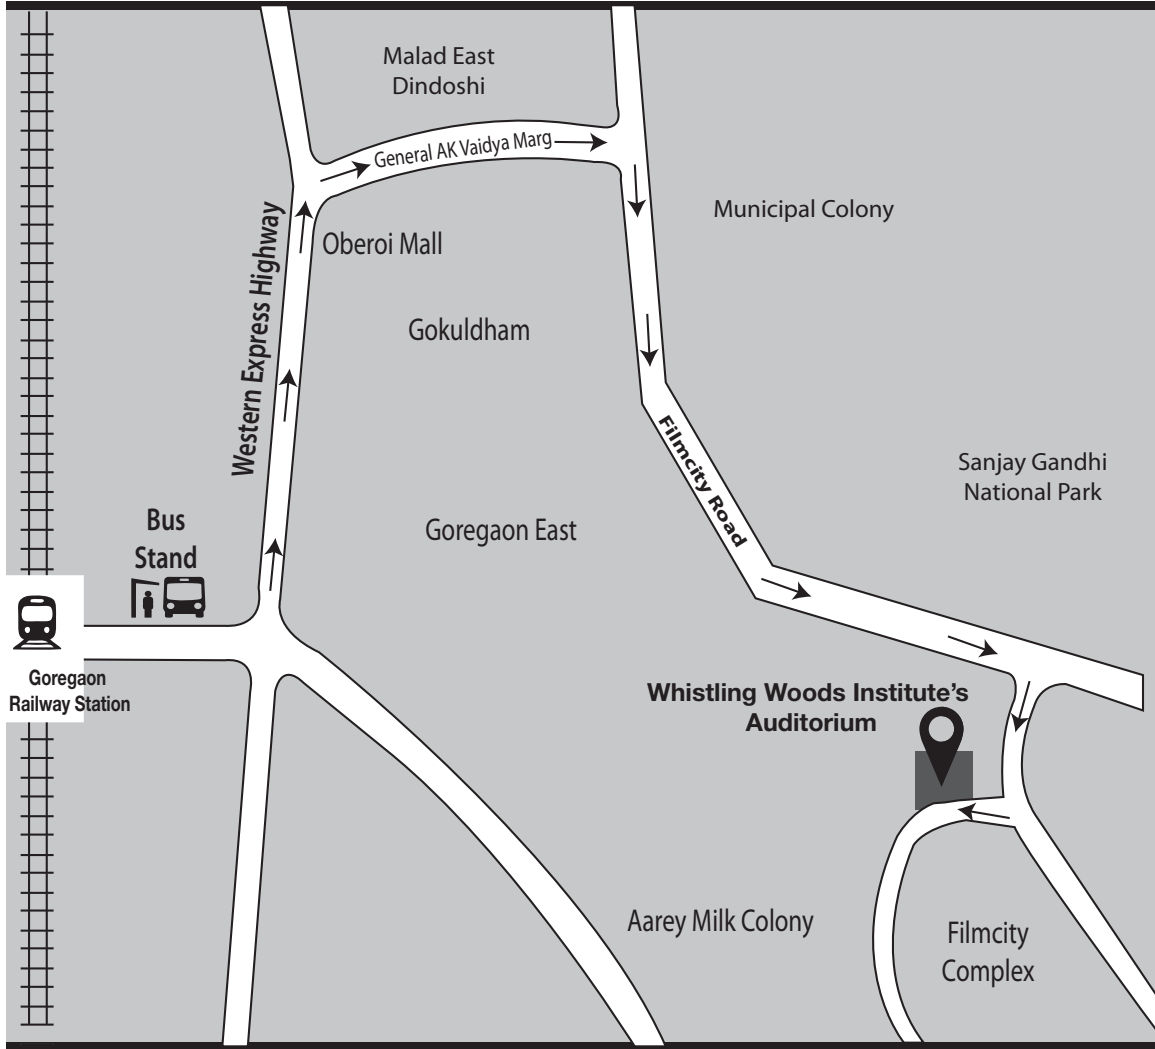 Malad East
Dindoshi
General AK Vaidya Marg
Municipal Colony
Western Express Highway
Oberoi Mall
Gokuldham
Filmcity Road
Sanjay Gandhi
National Park
Bus
Stand
Goregaon East
Goregaon
Railway Station
Whistling Woods Institute's
Auditorium
Aarey Milk Colony
Filmcity
Complex